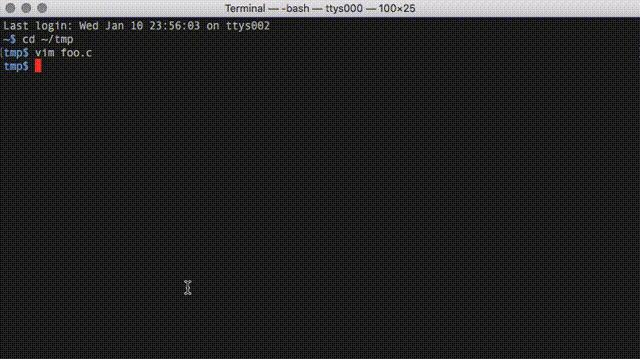 Terminal — -bash — ttys000 — 100×25
Last login: Wed Jan 10 23:56:03 on ttys002
~$ cd ~/tmp
[tmp$ vim foo.c
tmp$